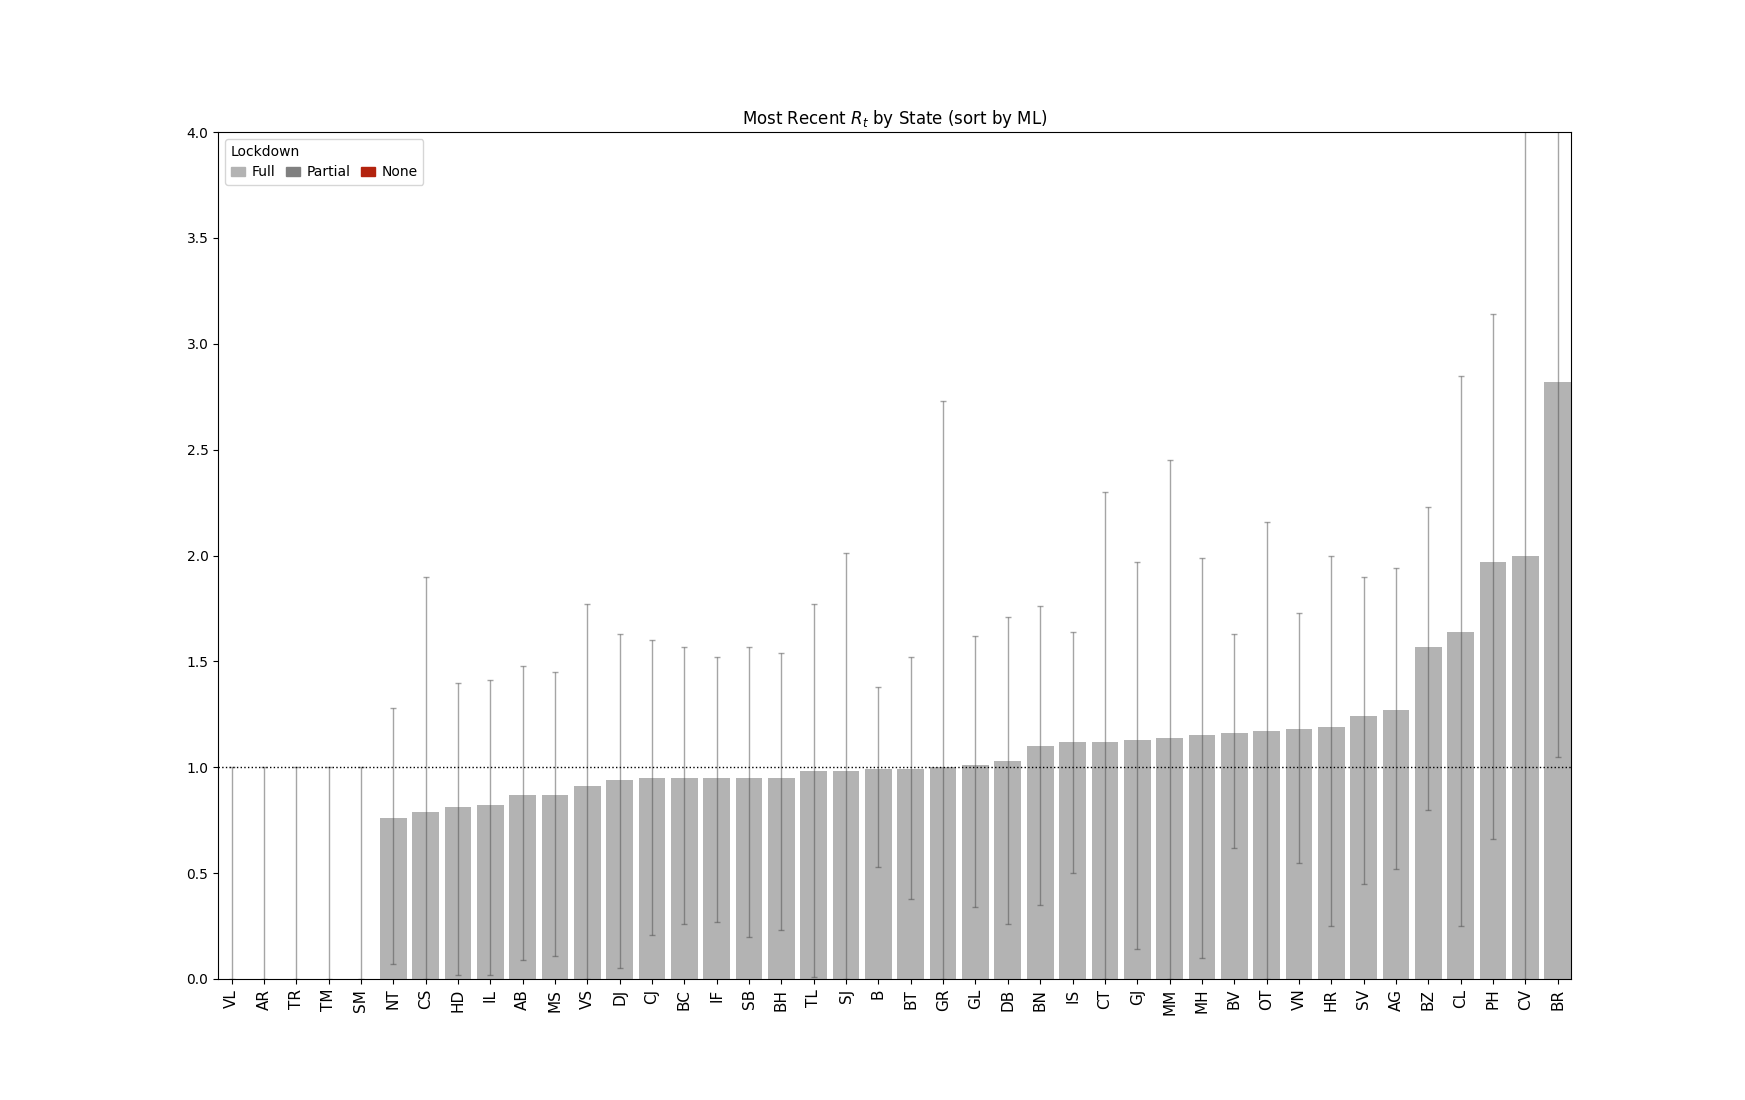 Most Recent Rt by State (sort by ML)
4.0
Lockdown
Full Partial None
3.5
3.0
2.5
2.0
1.5
1.0
0.5
0.0
VL AR TR TM SM NT CS HD IL AB MS VS DJ CJ BC IF SB BH TL SJ B BT GR GL DB BN IS CT GJ MM MH BV OT VN HR SV AG BZ CL PH CV BR